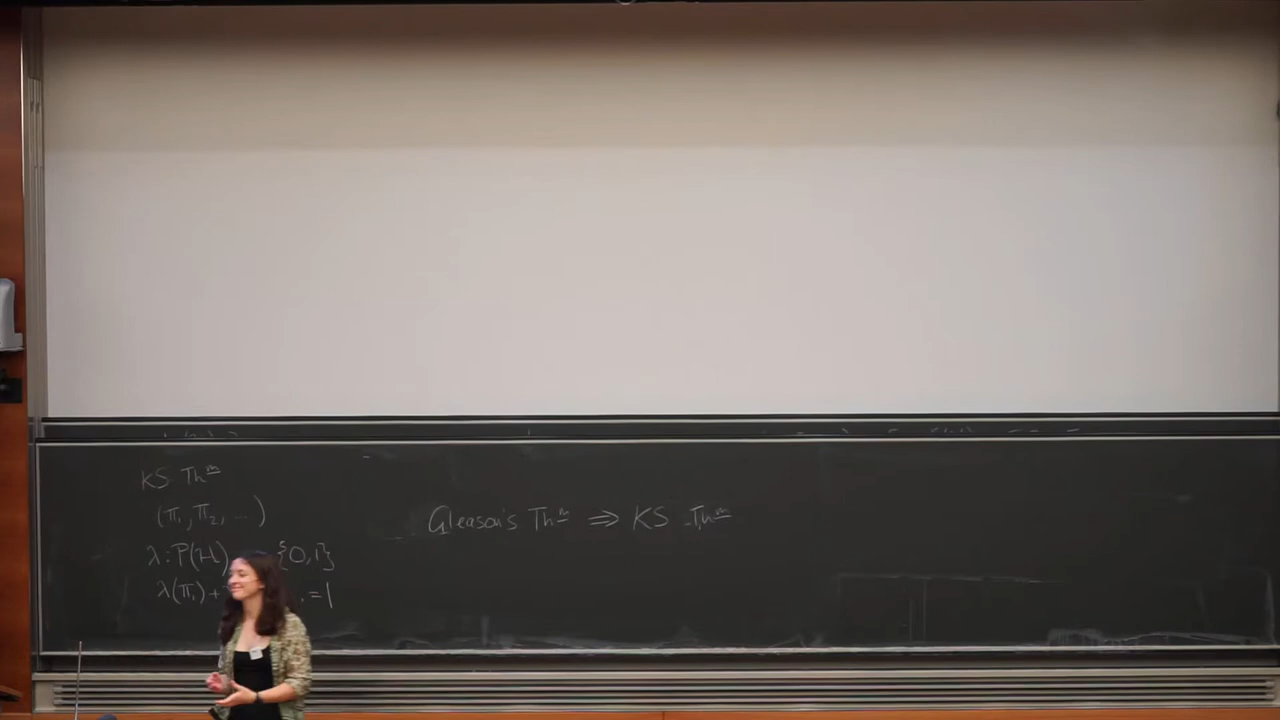 KS Thᵐ
(π₁, π₂, ...)
λ: P(H) {0,1}
λ(π₁)+ . =1
Gleason's Thᵐ ⇒ KS Thᵐ